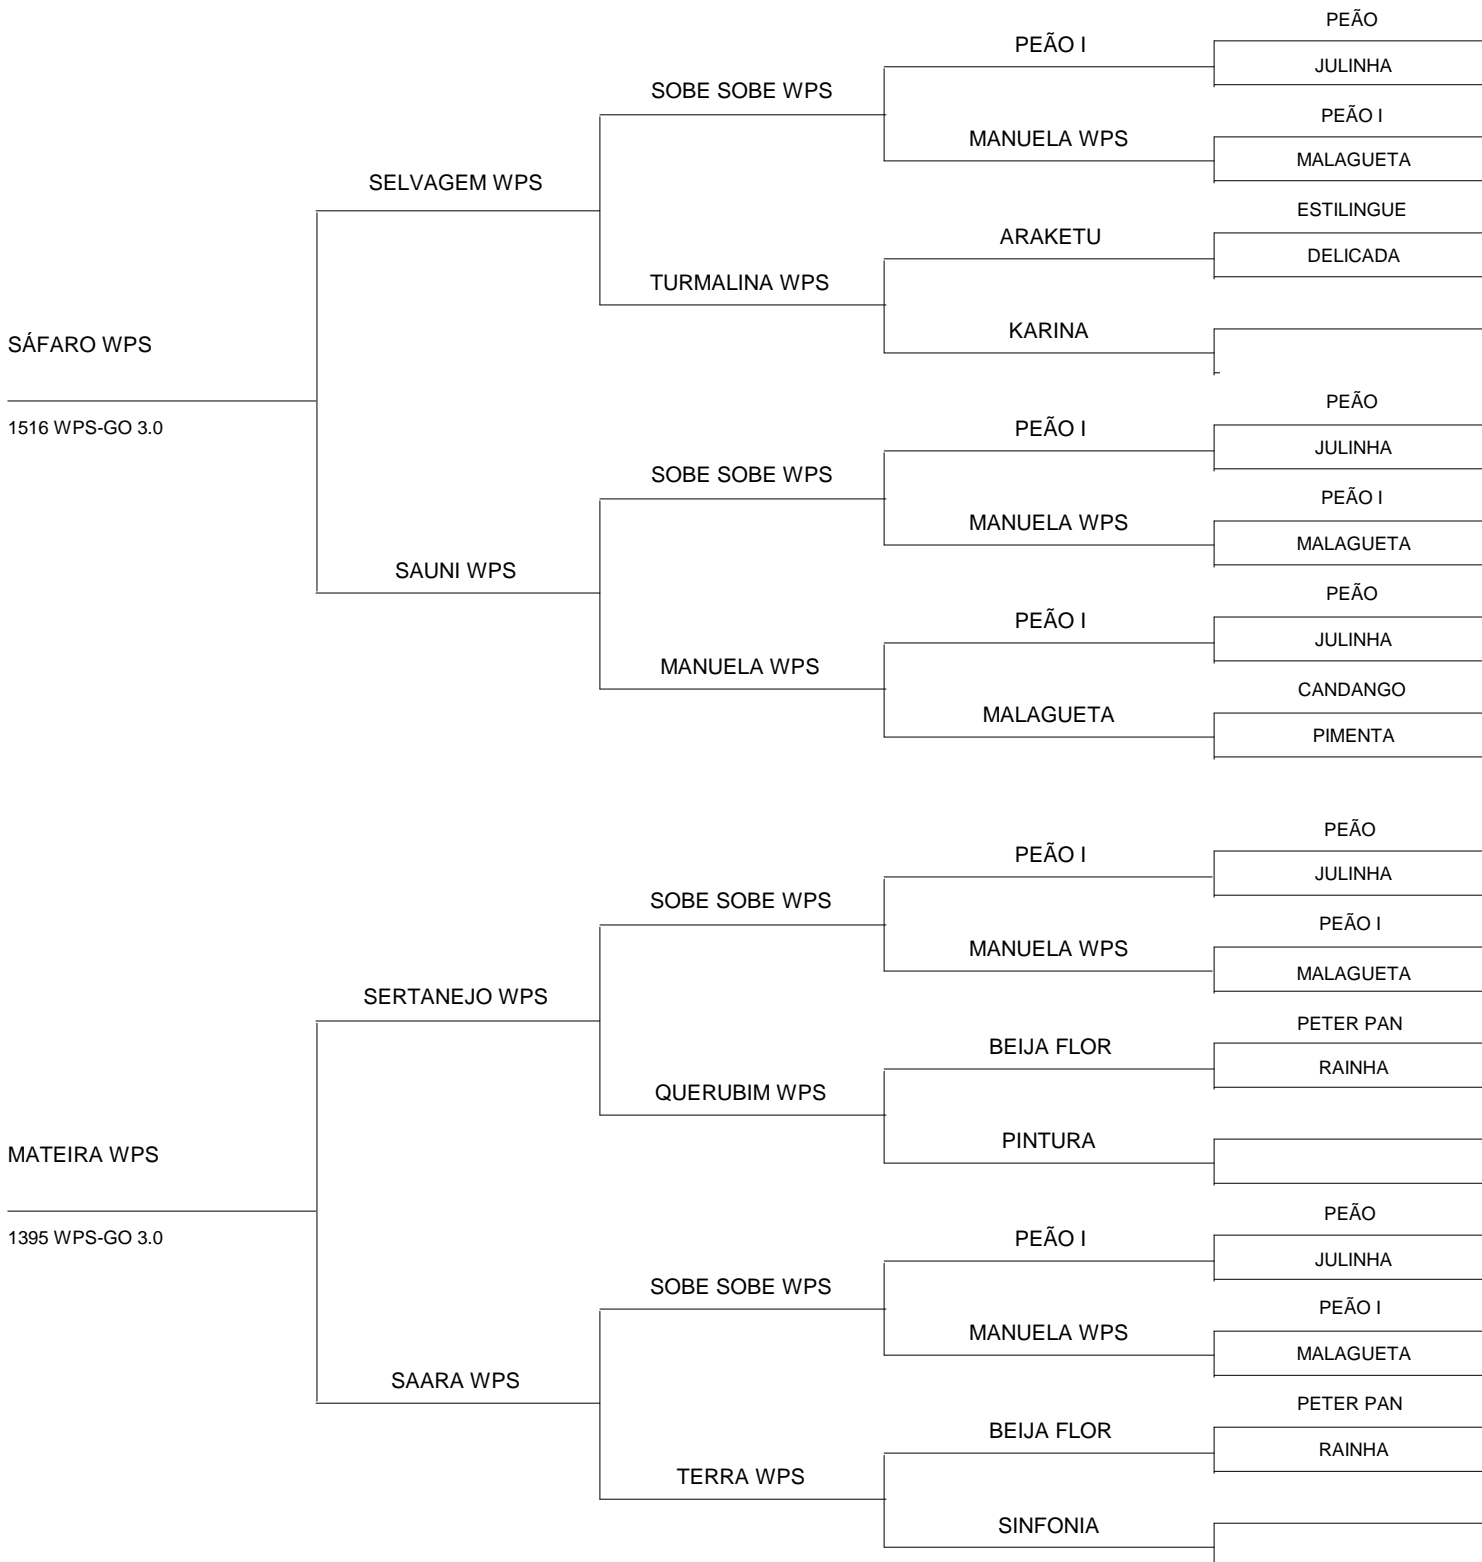 PEÃO
PEÃO I
JULINHA
SOBE SOBE WPS
PEÃO I
MANUELA WPS
MALAGUETA
SELVAGEM WPS
ESTILINGUE
ARAKETU
DELICADA
TURMALINA WPS
KARINA
SÁFARO WPS
PEÃO
1516 WPS-GO 3.0
PEÃO I
JULINHA
SOBE SOBE WPS
PEÃO I
MANUELA WPS
MALAGUETA
SAUNI WPS
PEÃO
PEÃO I
JULINHA
MANUELA WPS
CANDANGO
MALAGUETA
PIMENTA
PEÃO
PEÃO I
JULINHA
SOBE SOBE WPS
PEÃO I
MANUELA WPS
MALAGUETA
SERTANEJO WPS
PETER PAN
BEIJA FLOR
RAINHA
QUERUBIM WPS
PINTURA
MATEIRA WPS
PEÃO
1395 WPS-GO 3.0
PEÃO I
JULINHA
SOBE SOBE WPS
PEÃO I
MANUELA WPS
MALAGUETA
SAARA WPS
PETER PAN
BEIJA FLOR
RAINHA
TERRA WPS
SINFONIA